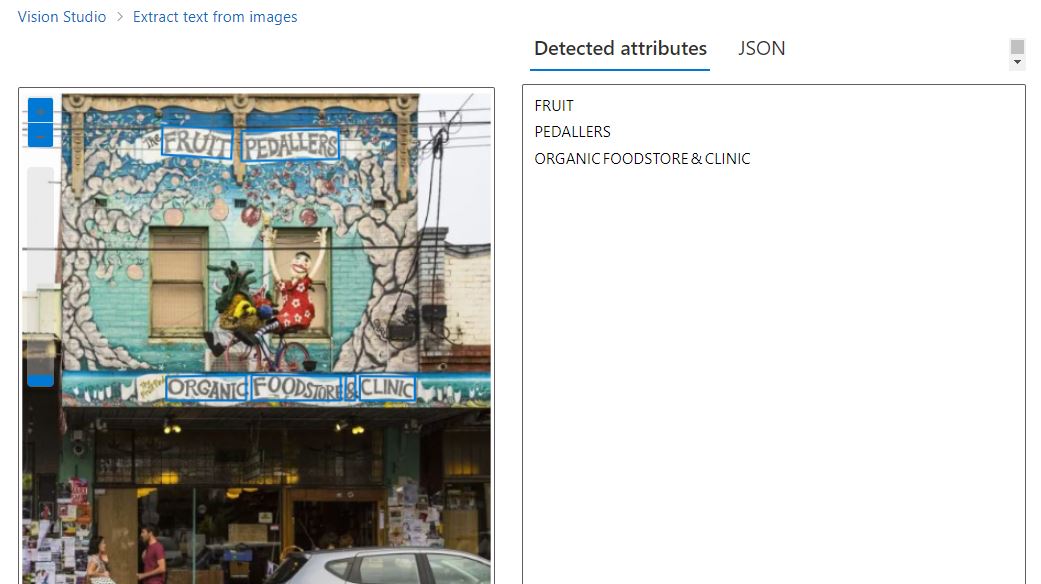 Vision Studio > Extract text from images
Detected attributes JSON
The FRUIT PEDALLERS
ORGANIC FOODSTORE & CLINIC
FRUIT
PEDALLERS
ORGANIC FOODSTORE & CLINIC